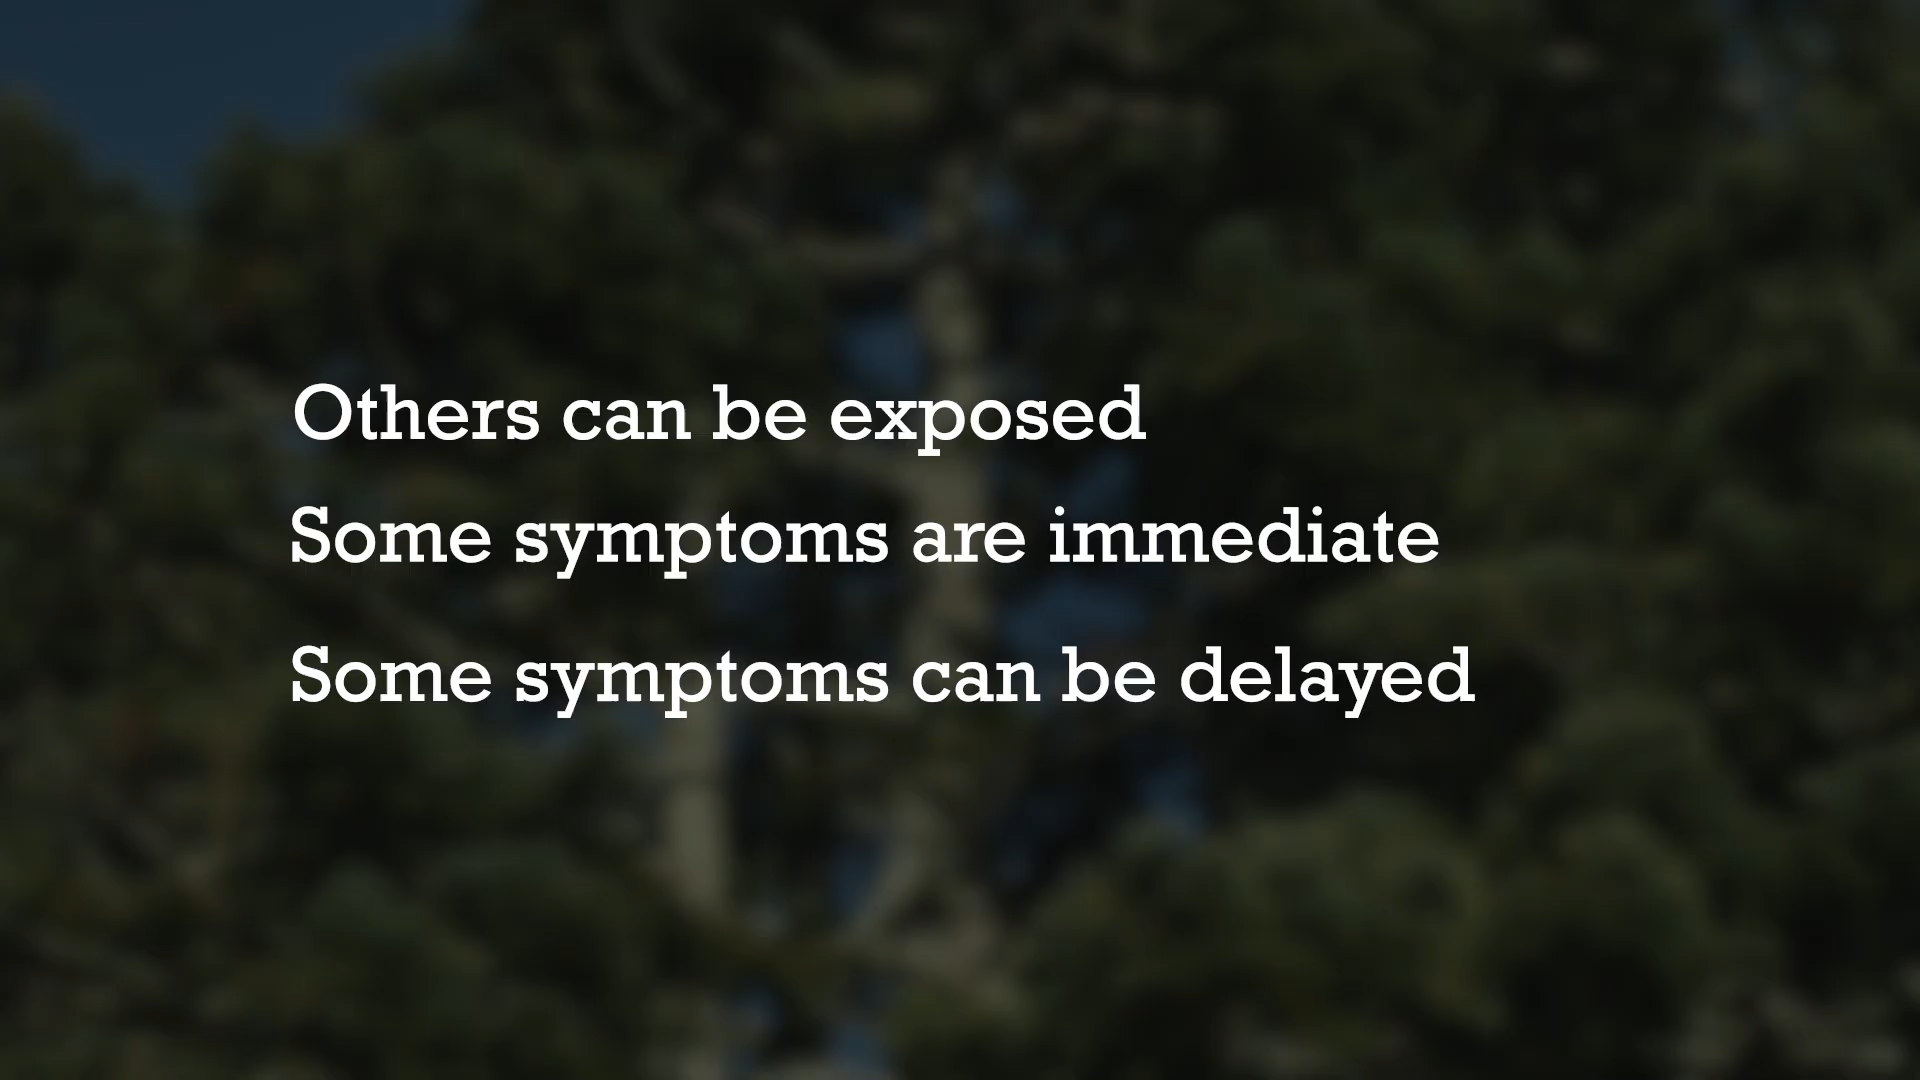 Others can be exposed
Some symptoms are immediate
Some symptoms can be delayed